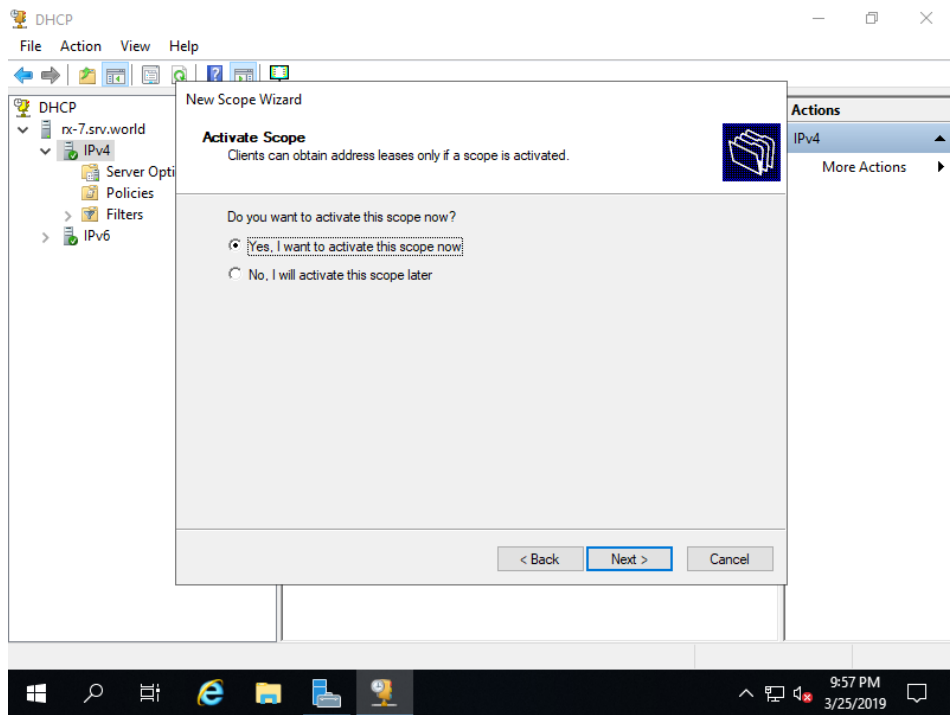 DHCP
File Action View Help
DHCP
rx-7.srv.world
IPv4
Server Opti
Policies
Filters
IPv6
New Scope Wizard
Activate Scope
Clients can obtain address leases only if a scope is activated.
Do you want to activate this scope now?
Yes, I want to activate this scope now
No, I will activate this scope later
< Back Next > Cancel
Actions
IPv4
More Actions
9:57 PM
3/25/2019